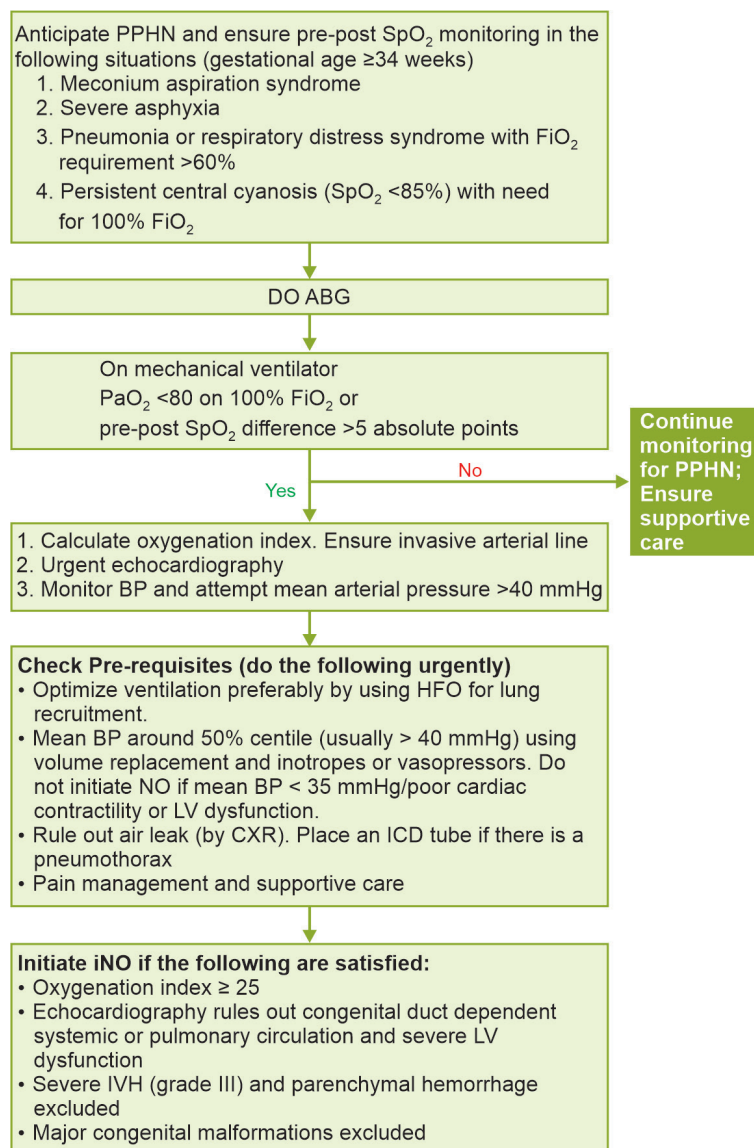 Anticipate PPHN and ensure pre-post SpO₂ monitoring in the
following situations (gestational age ≥34 weeks)
1. Meconium aspiration syndrome
2. Severe asphyxia
3. Pneumonia or respiratory distress syndrome with FiO₂
requirement >60%
4. Persistent central cyanosis (SpO₂ <85%) with need
for 100% FiO₂
DO ABG
On mechanical ventilator
PaO₂ <80 on 100% FiO₂ or
pre-post SpO₂ difference >5 absolute points
No
Continue
monitoring
for PPHN;
Ensure
supportive
care
Yes
1. Calculate oxygenation index. Ensure invasive arterial line
2. Urgent echocardiography
3. Monitor BP and attempt mean arterial pressure >40 mmHg
Check Pre-requisites (do the following urgently)
• Optimize ventilation preferably by using HFO for lung
recruitment.
• Mean BP around 50% centile (usually > 40 mmHg) using
volume replacement and inotropes or vasopressors. Do
not initiate NO if mean BP < 35 mmHg/poor cardiac
contractility or LV dysfunction.
• Rule out air leak (by CXR). Place an ICD tube if there is a
pneumothorax
• Pain management and supportive care
Initiate iNO if the following are satisfied:
• Oxygenation index ≥ 25
• Echocardiography rules out congenital duct dependent
systemic or pulmonary circulation and severe LV
dysfunction
• Severe IVH (grade III) and parenchymal hemorrhage
excluded
• Major congenital malformations excluded